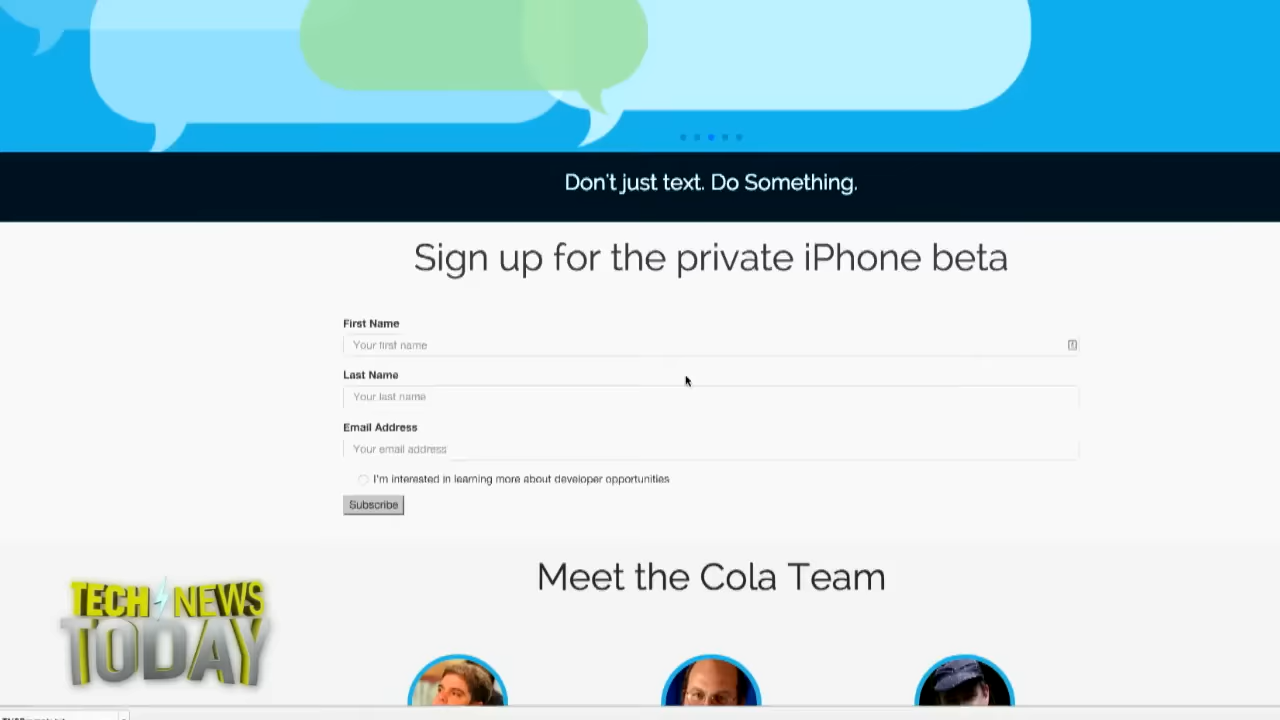 Don't just text. Do Something.
Sign up for the private iPhone beta
First Name
Your first name
Last Name
Your last name
Email Address
Your email address
I'm interested in learning more about developer opportunities
Subscribe
Meet the Cola Team
TECH NEWS
TODAY